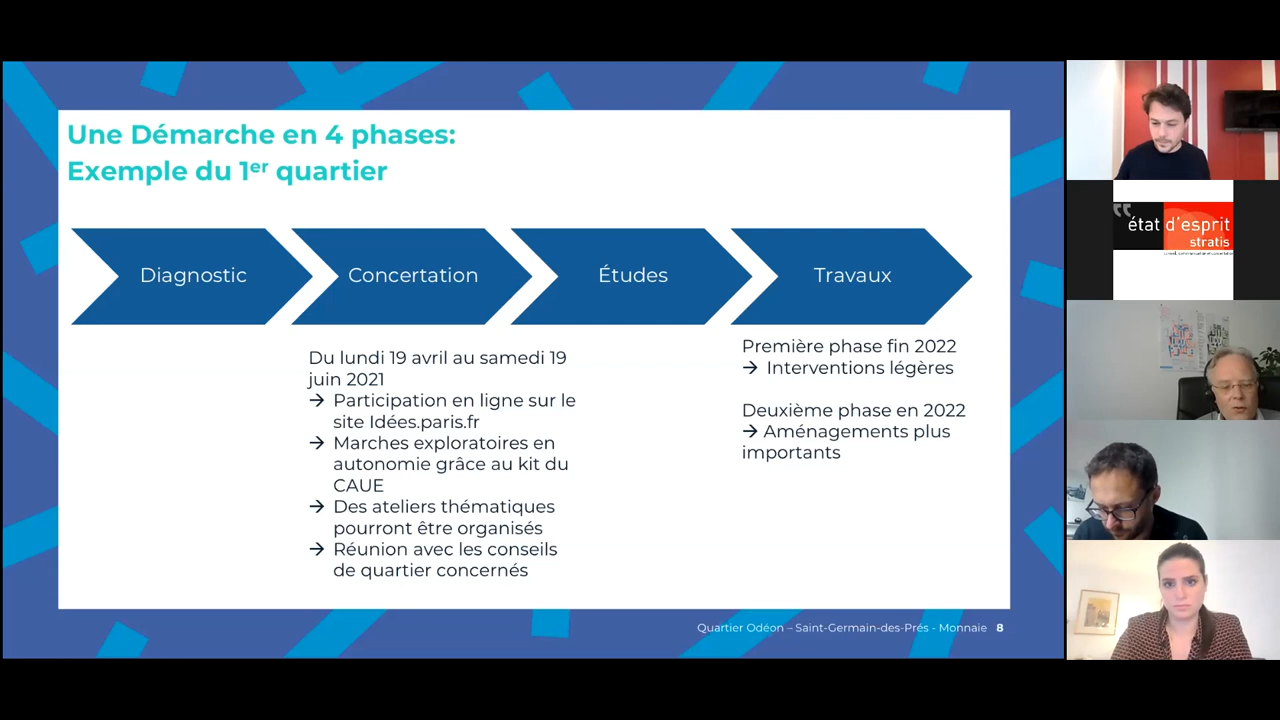 Une Démarche en 4 phases:
Exemple du 1er quartier
Diagnostic
Concertation
Études
Travaux
Du lundi 19 avril au samedi 19
juin 2021
→ Participation en ligne sur le
site Idées.paris.fr
→ Marches exploratoires en
autonomie grâce au kit du
CAUE
→ Des ateliers thématiques
pourront être organisés
→ Réunion avec les conseils
de quartier concernés
Première phase fin 2022
→ Interventions légères
Deuxième phase en 2022
→ Aménagements plus
importants
Quartier Odéon – Saint-Germain-des-Prés - Monnaie 8
état d'esprit
stratis